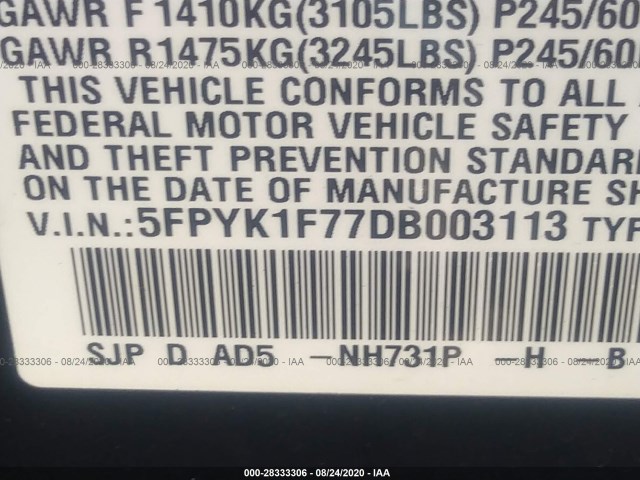 GAWR F 1410KG(3105LBS) P245/60
GAWR R1475KG(3245LBS) P245/60
THIS VEHICLE CONFORMS TO ALL
FEDERAL MOTOR VEHICLE SAFETY
AND THEFT PREVENTION STANDAR
ON THE DATE OF MANUFACTURE SP
V.I.N.:5FPYK1F77DB003113 TYP
SJP D AD5 -NH731P -H -B
000-28333306 - 08/24/2020 - IAA